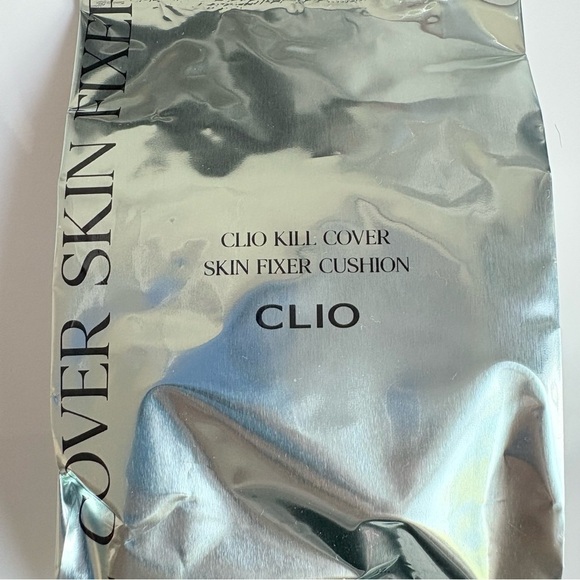 COVER SKIN FIXER
CLIO KILL COVER
SKIN FIXER CUSHION
CLIO